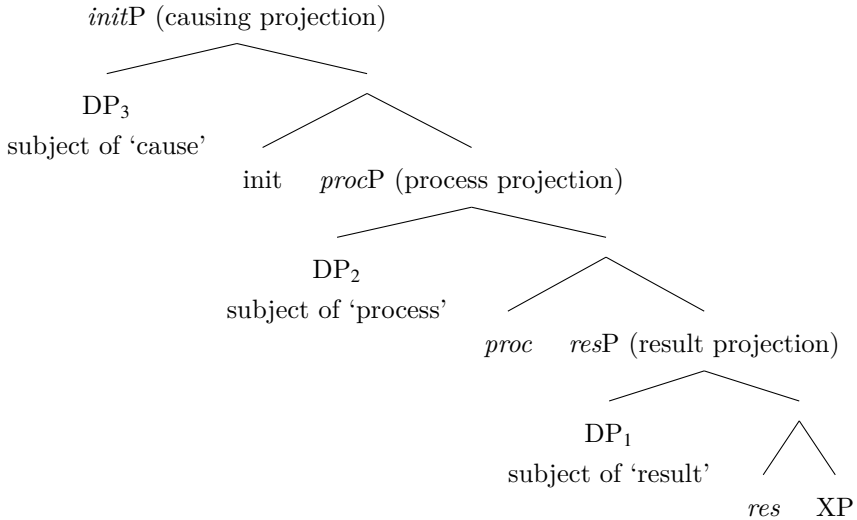 initP (causing projection)
DP₃
subject of ‘cause’
init procP (process projection)
DP₂
subject of ‘process’
proc resP (result projection)
DP₁
subject of ‘result’
res XP